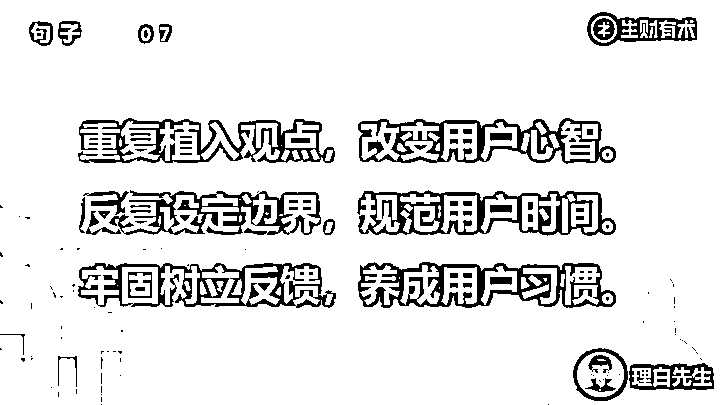 句子 07
生财有术
重复植入观点，改变用户心智。
反复设定边界，规范用户时间。
牢固树立反馈，养成用户习惯。
理白先生